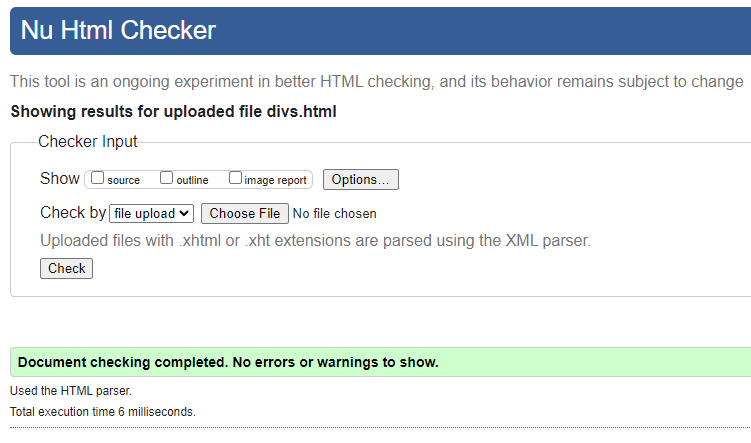 Nu Html Checker
This tool is an ongoing experiment in better HTML checking, and its behavior remains subject to change
Showing results for uploaded file divs.html
Checker Input
Show source outline image report Options...
Check by file upload Choose File No file chosen
Uploaded files with .xhtml or .xht extensions are parsed using the XML parser.
Check
Document checking completed. No errors or warnings to show.
Used the HTML parser.
Total execution time 6 milliseconds.